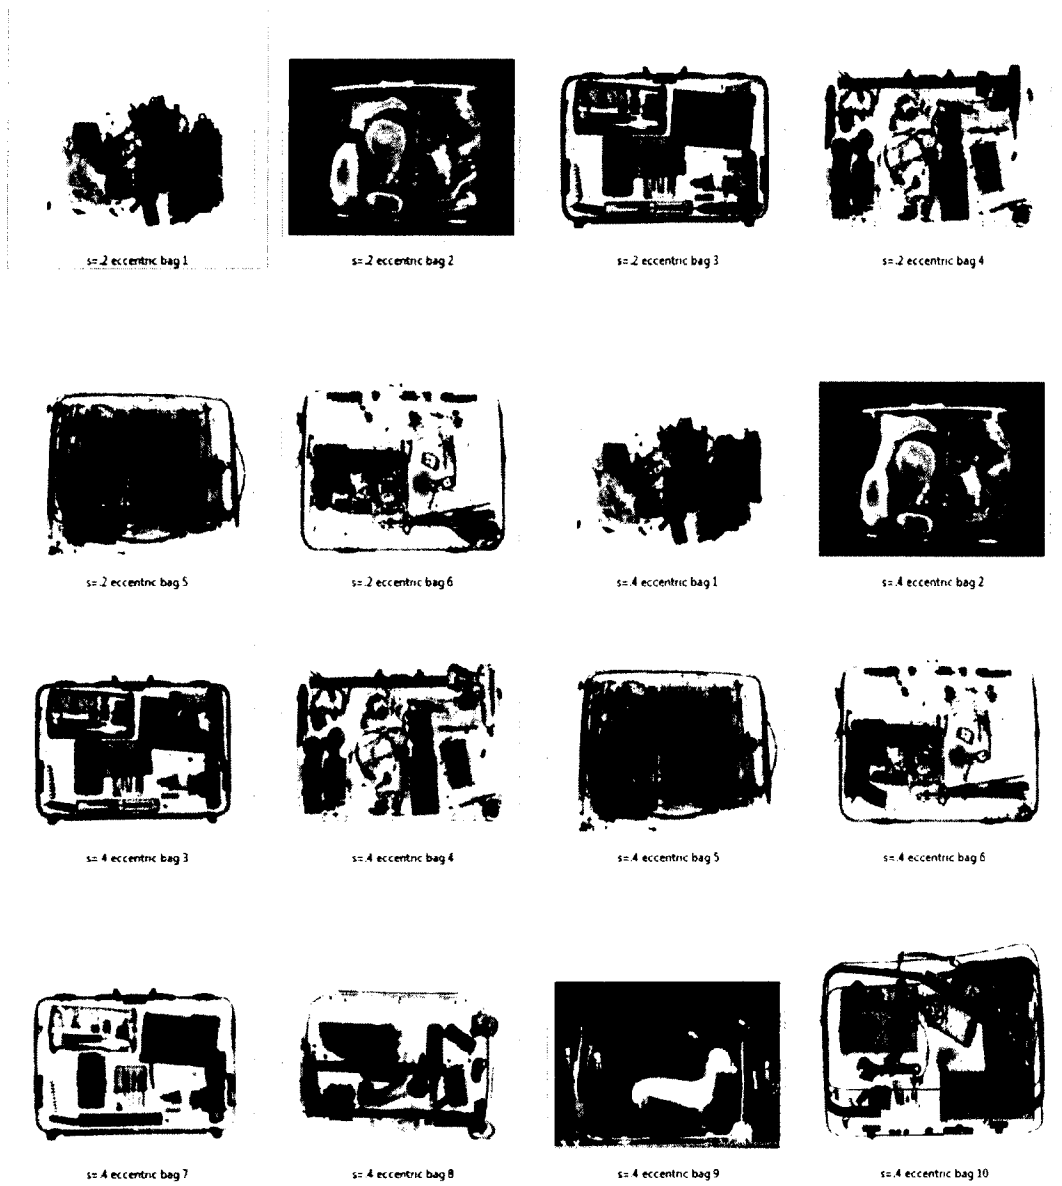 s=.2 eccentric bag 1
s=.2 eccentric bag 2
s=.2 eccentric bag 3
s=.2 eccentric bag 4
s=.2 eccentric bag 5
s=.2 eccentric bag 6
s=.4 eccentric bag 1
s=.4 eccentric bag 2
s=.4 eccentric bag 3
s=.4 eccentric bag 4
s=.4 eccentric bag 5
s=.4 eccentric bag 6
s=.4 eccentric bag 7
s=.4 eccentric bag 8
s=.4 eccentric bag 9
s=.4 eccentric bag 10